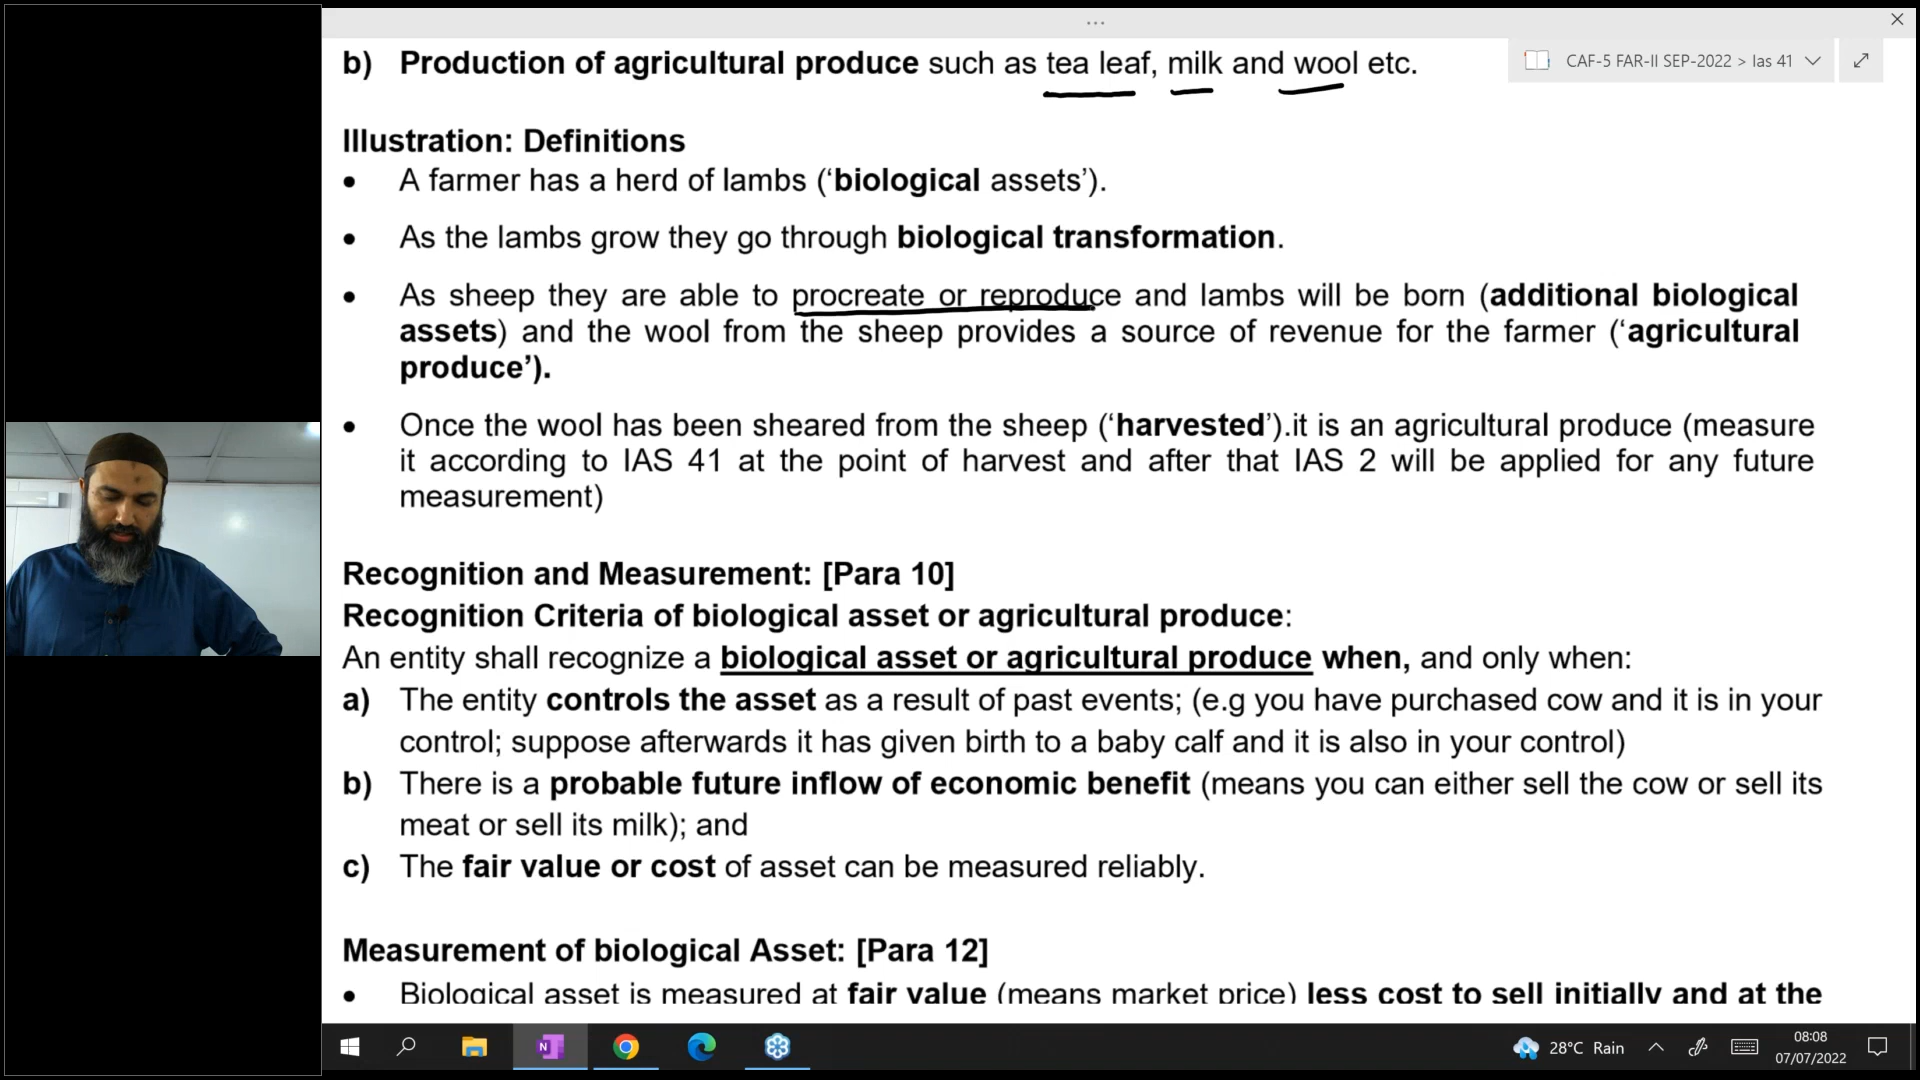 ...
b) Production of agricultural produce such as tea leaf, milk and wool etc.
CAF-5 FAR-II SEP-2022 > Ias 41
Illustration: Definitions
• A farmer has a herd of lambs (‘biological assets’).
• As the lambs grow they go through biological transformation.
• As sheep they are able to procreate or reproduce and lambs will be born (additional biological
assets) and the wool from the sheep provides a source of revenue for the farmer (‘agricultural
produce’).
• Once the wool has been sheared from the sheep (‘harvested’).it is an agricultural produce (measure
it according to IAS 41 at the point of harvest and after that IAS 2 will be applied for any future
measurement)
Recognition and Measurement: [Para 10]
Recognition Criteria of biological asset or agricultural produce:
An entity shall recognize a biological asset or agricultural produce when, and only when:
a) The entity controls the asset as a result of past events; (e.g you have purchased cow and it is in your
control; suppose afterwards it has given birth to a baby calf and it is also in your control)
b) There is a probable future inflow of economic benefit (means you can either sell the cow or sell its
meat or sell its milk); and
c) The fair value or cost of asset can be measured reliably.
Measurement of biological Asset: [Para 12]
• Biological asset is measured at fair value (means market price) less cost to sell initially and at the
N
28°C Rain
08:08
07/07/2022